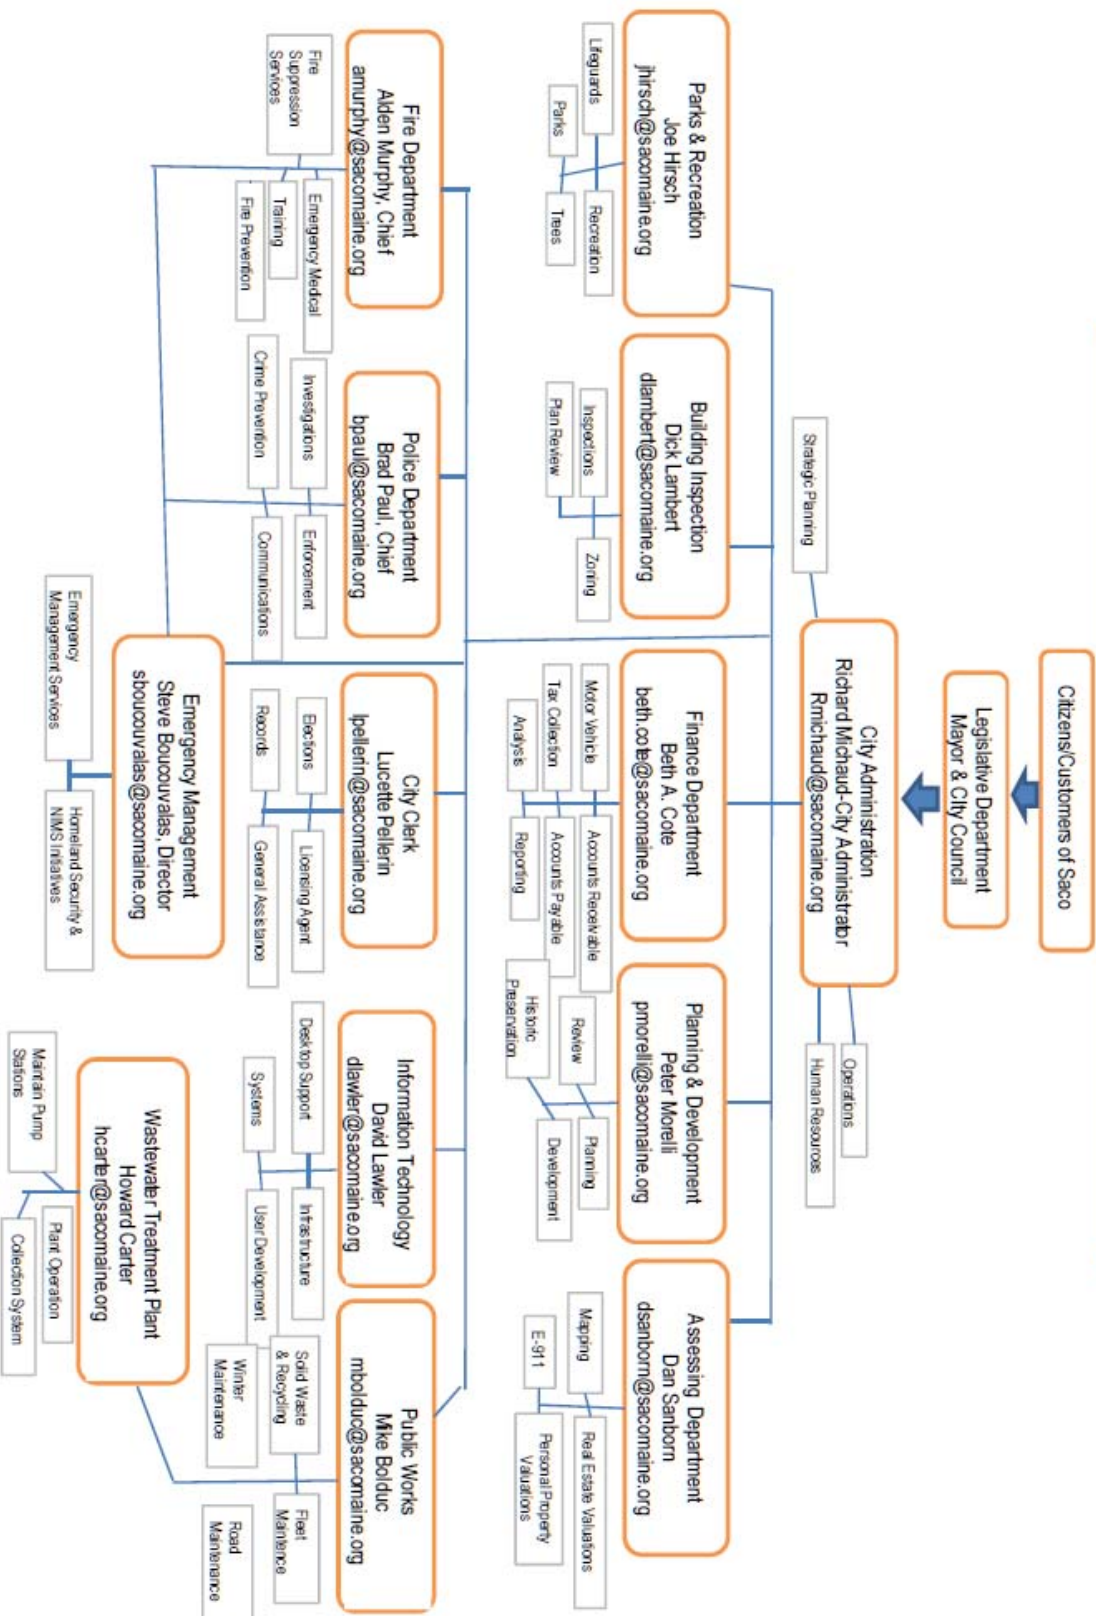 Citizens/Customers of Saco
Legislative Department
Mayor & City Council
City Administration
Richard Michaud-City Administrator
Rmichaud@sacomaine.org
Strategic Planning
Operations
Human Resources
Parks & Recreation
Joe Hirsch
jhirsch@sacomaine.org
Lifeguards
Recreation
Parks
Trees
Building Inspection
Dick Lambert
dlambert@sacomaine.org
Inspections
Zoning
Plan Review
Finance Department
Beth A. Cote
beth.cote@sacomaine.org
Motor Vehicle
Accounts Receivable
Tax Collection
Accounts Payable
Analysis
Reporting
Planning & Development
Peter Morelli
pmorelli@sacomaine.org
Review
Planning
Historic
Preservation
Development
Assessing Department
Dan Sanborn
dsanborn@sacomaine.org
Mapping
Real Estate Valuations
E-911
Personal Property
Valuations
Fire Department
Alden Murphy, Chief
amurphy@sacomaine.org
Fire
Suppression
Services
Emergency Medical
Training
Fire Prevention
Police Department
Brad Paul, Chief
bpaul@sacomaine.org
Investigations
Enforcement
Crime Prevention
Communications
City Clerk
Lucette Pellerin
lpellerin@sacomaine.org
Elections
Licensing Agent
Records
General Assistance
Information Technology
David Lawler
dlawler@sacomaine.org
Desktop Support
Infrastructure
Systems
User Development
Public Works
Mike Bolduc
mbolduc@sacomaine.org
Solid Waste
& Recycling
Fleet
Maintence
Winter
Maintenance
Road
Maintenance
Emergency Management
Steve Boucouvalas, Director
sboucouvalas@sacomaine.org
Emergency
Management Services
Homeland Security &
NIMS Initiatives
Wastewater Treatment Plant
Howard Carter
hcarter@sacomaine.org
Maintain Pump
Stations
Plant Operation
Collection System